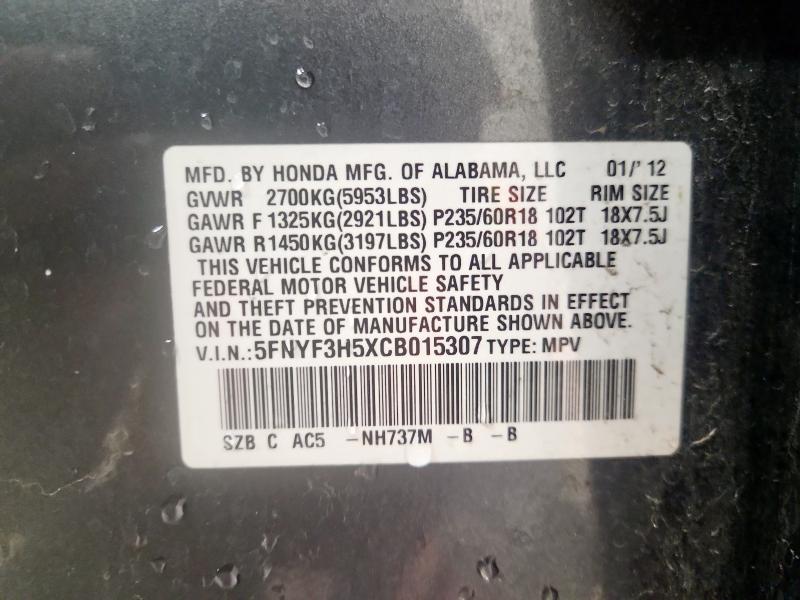 MFD. BY HONDA MFG. OF ALABAMA, LLC 01/'12
GVWR 2700KG(5953LBS) TIRE SIZE RIM SIZE
GAWR F 1325KG(2921LBS) P235/60R18 102T 18X7.5J
GAWR R1450KG(3197LBS) P235/60R18 102T 18X7.5J
THIS VEHICLE CONFORMS TO ALL APPLICABLE
FEDERAL MOTOR VEHICLE SAFETY
AND THEFT PREVENTION STANDARDS IN EFFECT
ON THE DATE OF MANUFACTURE SHOWN ABOVE.
V.I.N.:5FNYF3H5XCB015307 TYPE: MPV
SZB C AC5 -NH737M -B -B